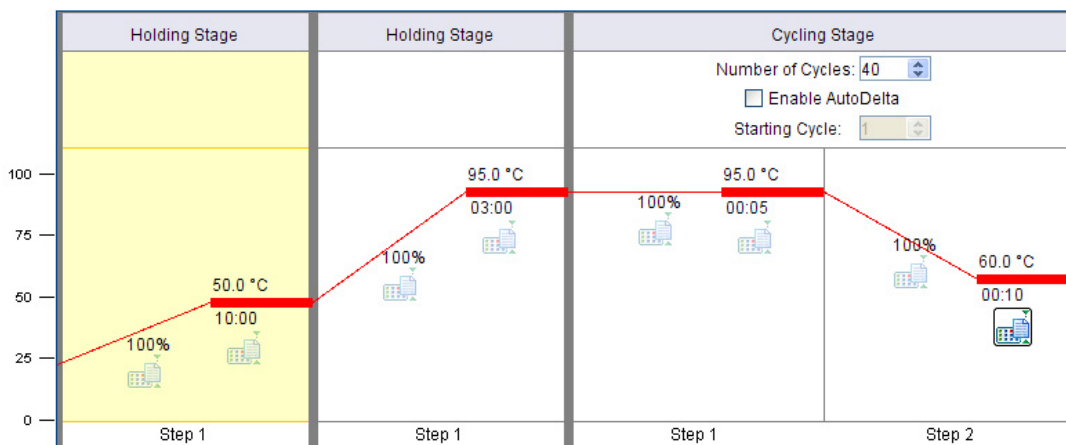 Holding Stage
Holding Stage
Cycling Stage
Number of Cycles: 40
Enable AutoDelta
Starting Cycle: 1
100
75
50
25
0
50.0 °C
10:00
100%
95.0 °C
03:00
100%
95.0 °C
00:05
100%
60.0 °C
00:10
100%
Step 1
Step 1
Step 1
Step 2